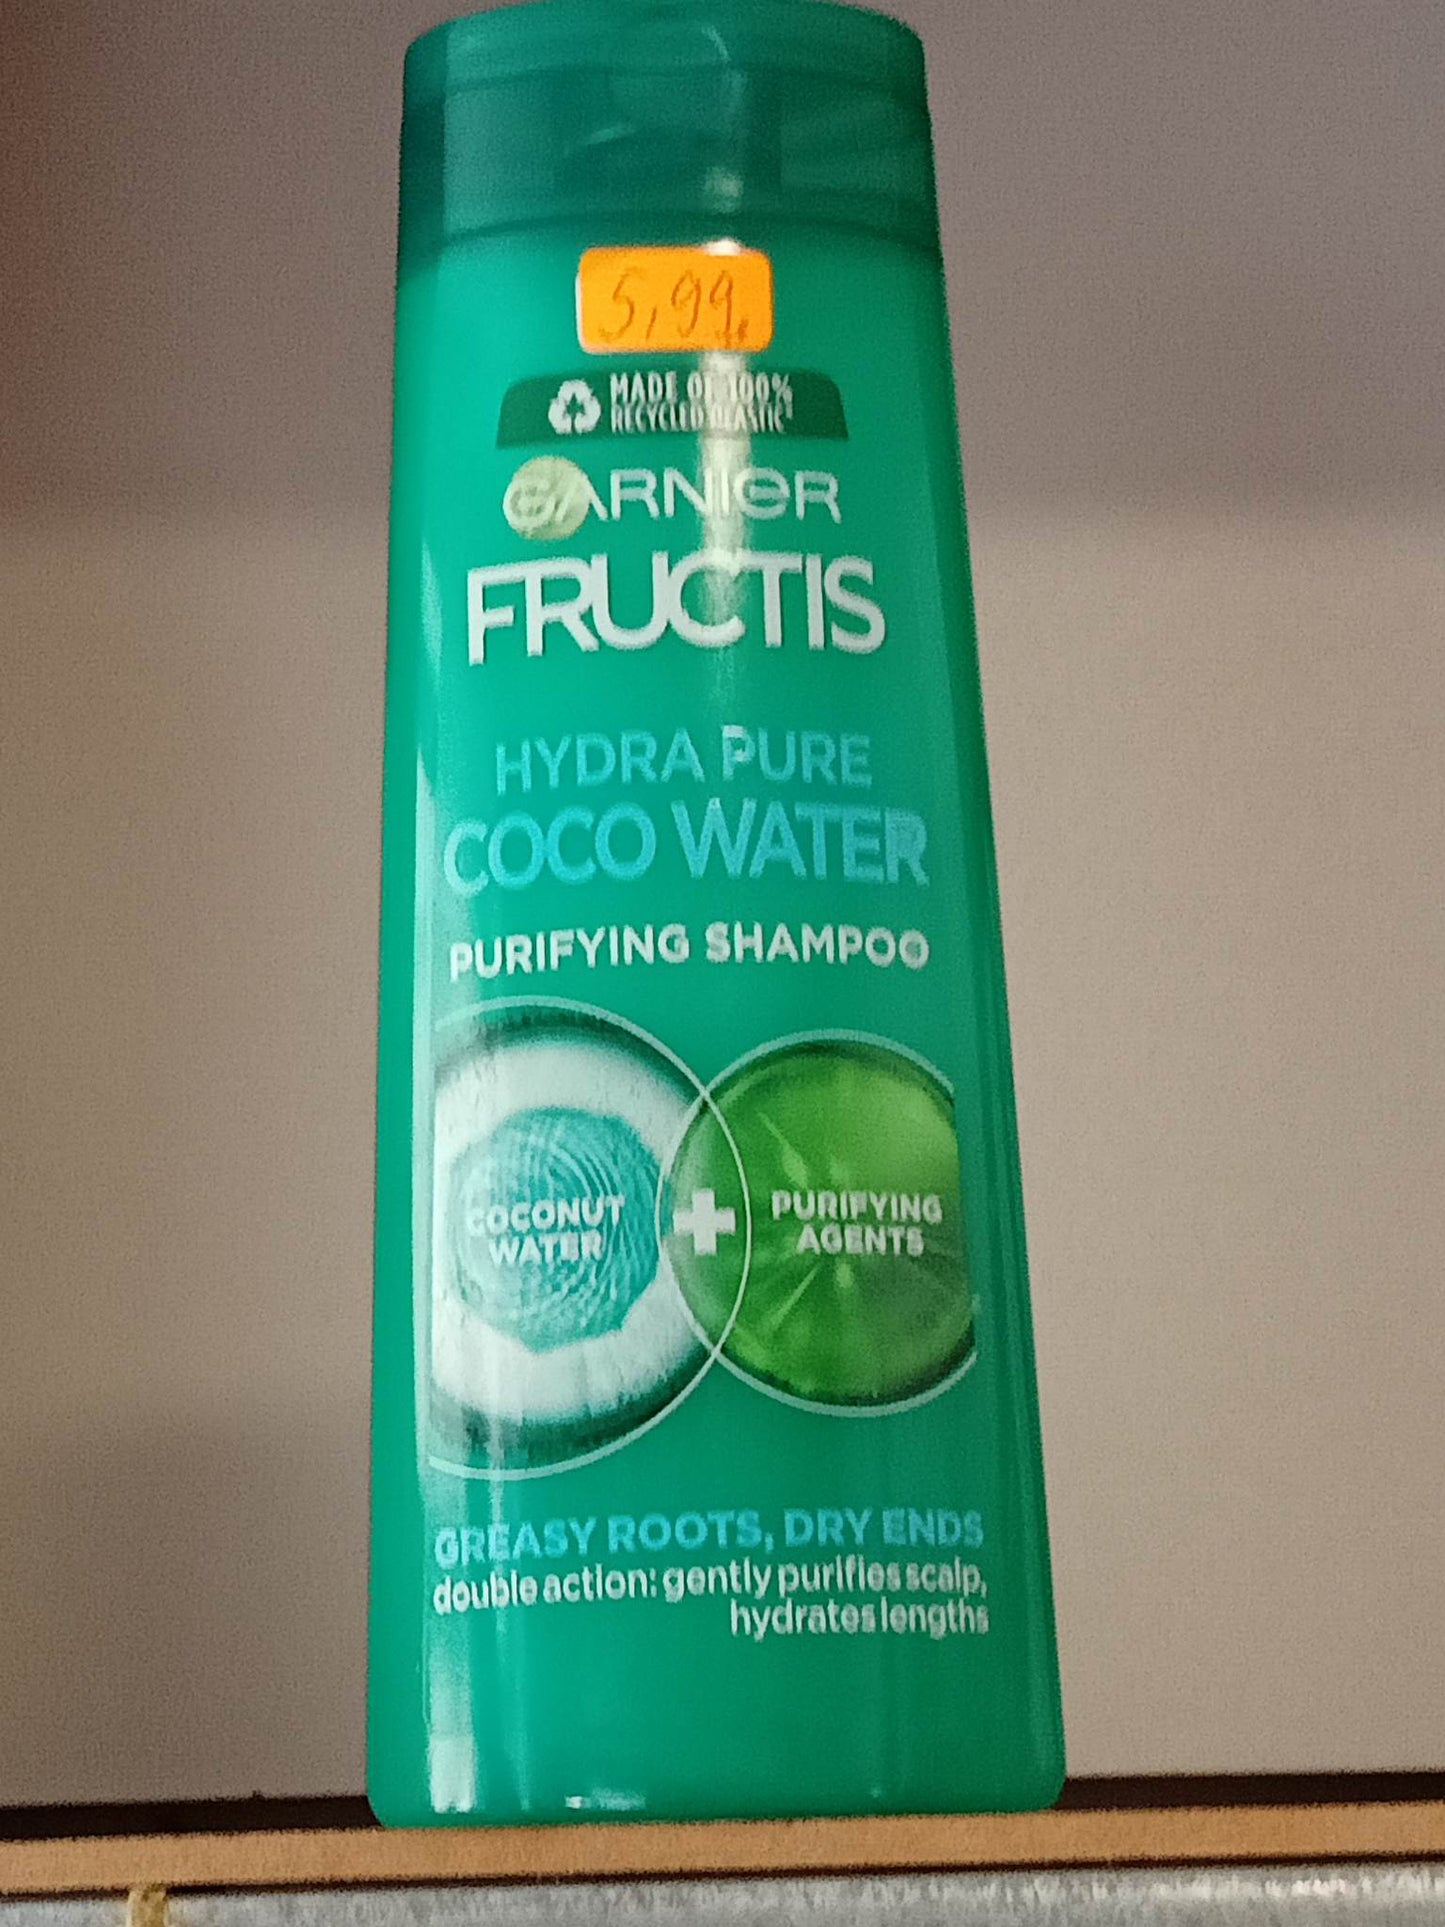 5,99
MADE OF 100%
RECYCLED PLASTIC
GARNIER
FRUCTIS
HYDRA PURE
COCO WATER
PURIFYING SHAMPOO
COCONUT
WATER
+
PURIFYING
AGENTS
GREASY ROOTS, DRY ENDS
double action: gently purifies scalp,
hydrates lengths